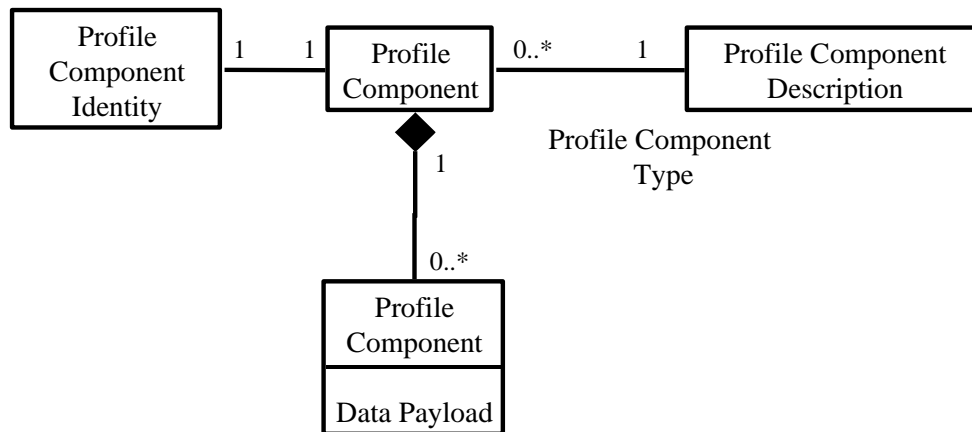 Profile
Component
Identity
1
1
Profile
Component
0..*
1
Profile Component
Description
Profile Component
Type
1
0..*
Profile
Component
Data Payload